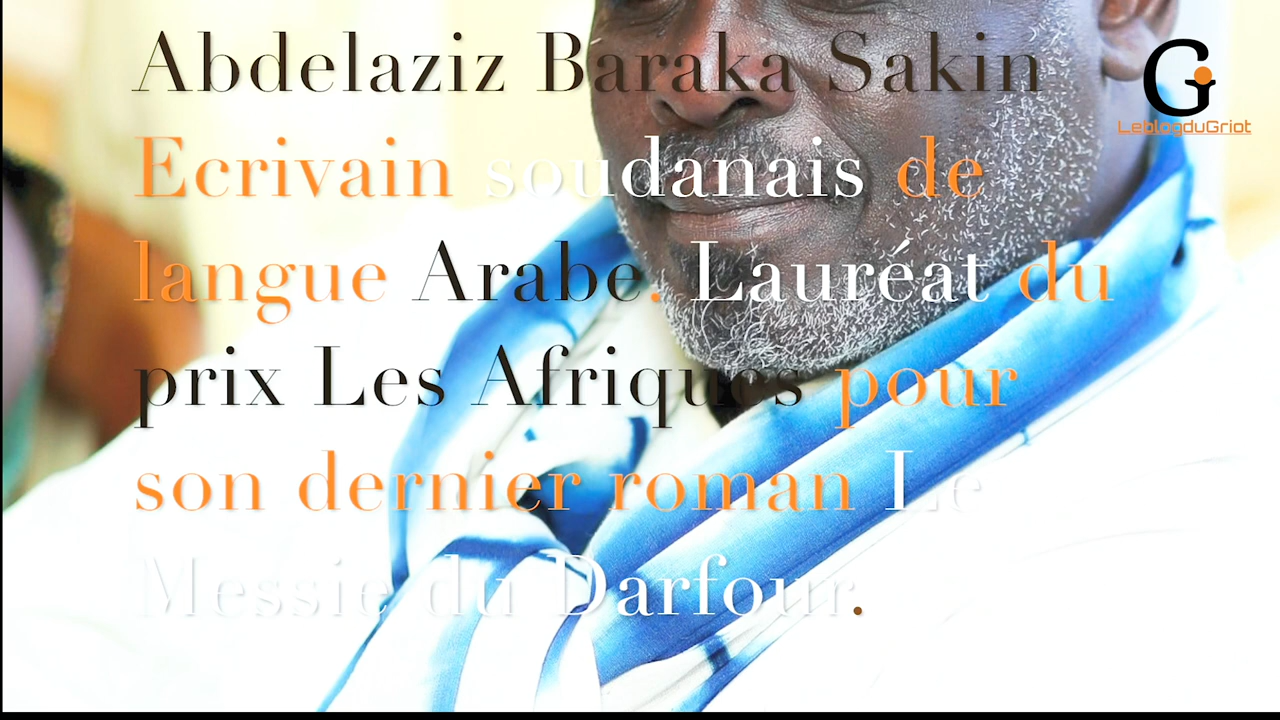 Abdelaziz Baraka Sakin
Ecrivain soudanais de
langue Arabe. Lauréat du
prix Les Afriques pour
son dernier roman Le
Messie du Darfour.
G
LeblogduGriot